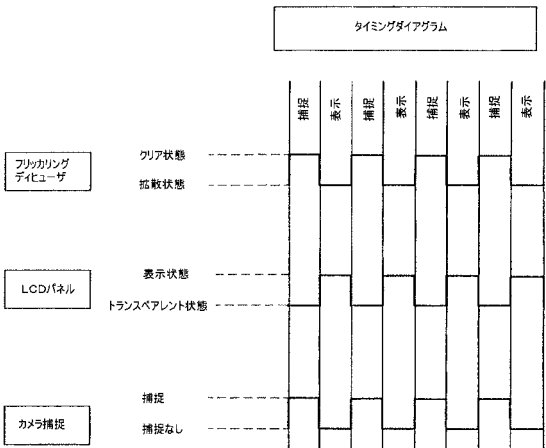 タイミングダイアグラム
捕捉
表示
捕捉
表示
捕捉
表示
捕捉
表示
フリッカリング
ディヒューザ
クリア状態
拡散状態
LCDパネル
表示状態
トランスペアレント状態
カメラ捕捉
捕捉
捕捉なし